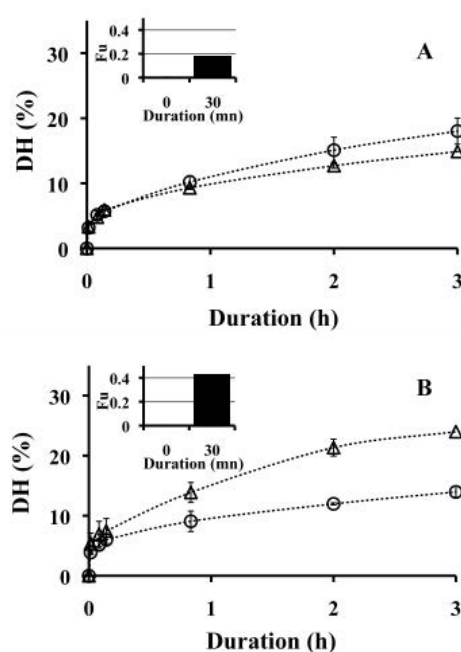 A
0.4
0.2
0
Fu
0 30
Duration (mn)
30
20
10
0
DH (%)
0 1 2 3
Duration (h)
B
0.4
0.2
0
Fu
0 30
Duration (mn)
30
20
10
0
DH (%)
0 1 2 3
Duration (h)